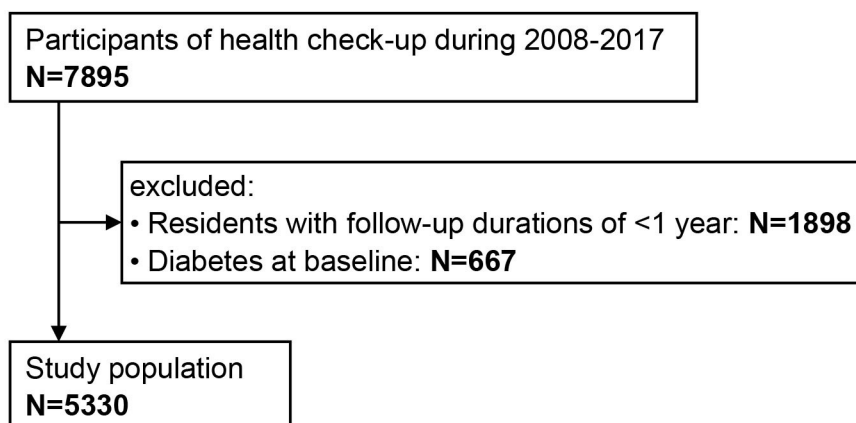 Participants of health check-up during 2008-2017
N=7895
excluded:
• Residents with follow-up durations of <1 year: N=1898
• Diabetes at baseline: N=667
Study population
N=5330